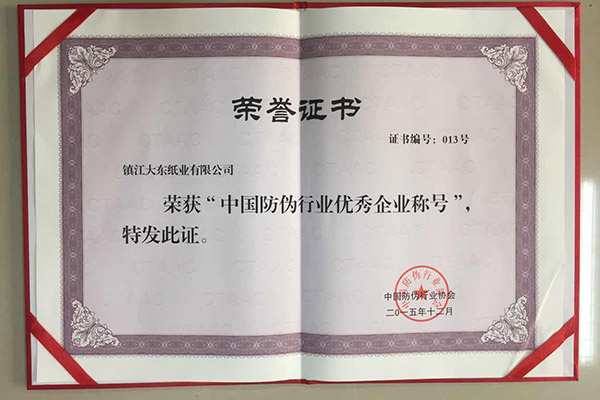 荣誉证书
证书编号：013号
镇江大东纸业有限公司
荣获“中国防伪行业优秀企业称号”，
特发此证。
中国防伪行业协会
二〇一五年十二月